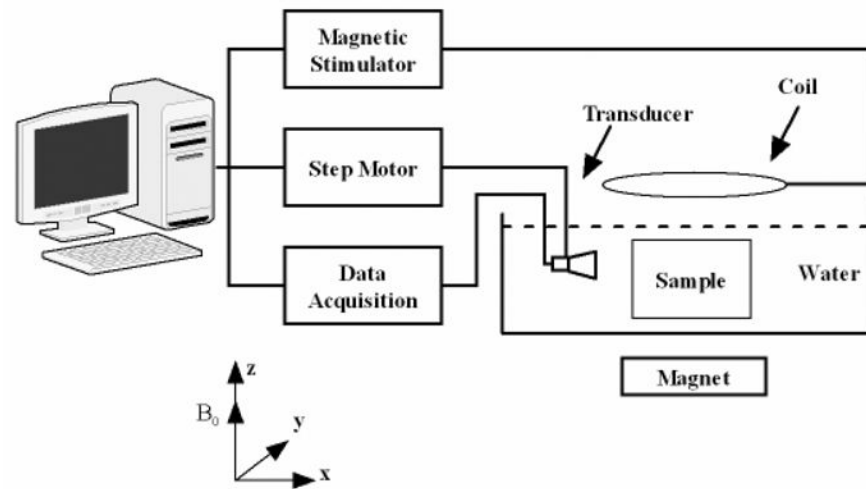 Magnetic
Stimulator
Coil
Transducer
Step Motor
Data
Acquisition
Sample
Water
Magnet
z
B₀
y
x